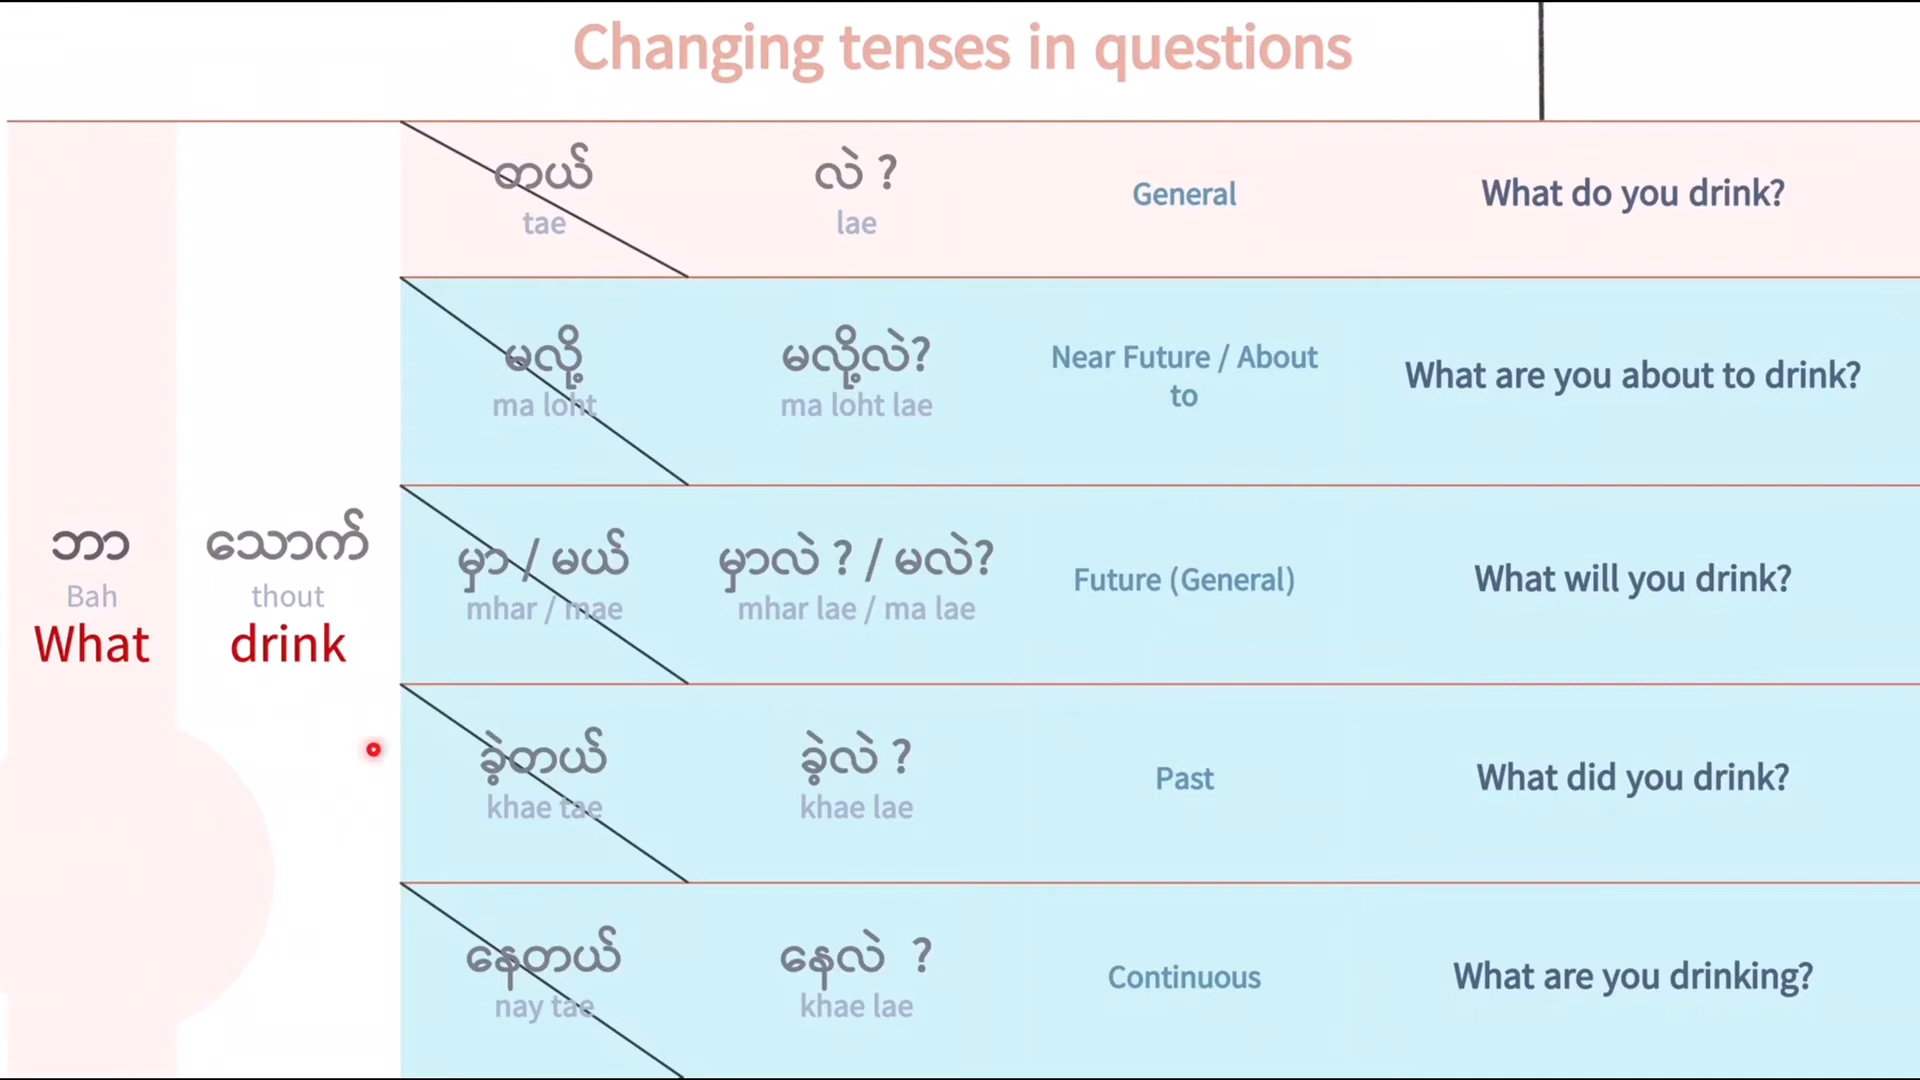 Changing tenses in questions
ဘာ
Bah
What
သောက်
thout
drink
တယ်
tae
လဲ ?
lae
General
What do you drink?
မလို့
ma loht
မလို့လဲ?
ma loht lae
Near Future / About
to
What are you about to drink?
မှာ / မယ်
mhar / mae
မှာလဲ ? / မလဲ?
mhar lae / ma lae
Future (General)
What will you drink?
ခဲ့တယ်
khae tae
ခဲ့လဲ ?
khae lae
Past
What did you drink?
နေတယ်
nay tae
နေလဲ ?
khae lae
Continuous
What are you drinking?